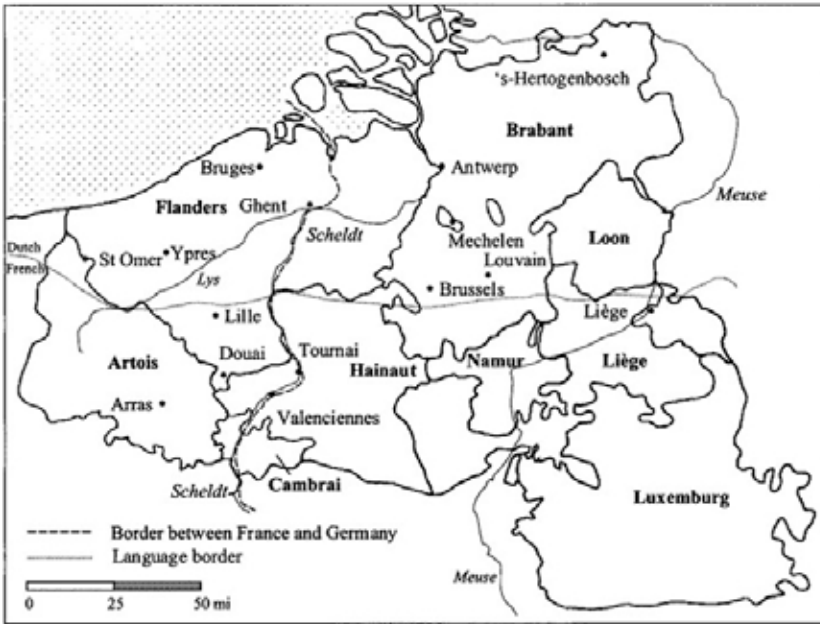 's-Hertogenbosch
Brabant
Bruges
Antwerp
Meuse
Flanders
Ghent
Scheldt
Mechelen
Loon
Dutch
French
St Omer
Ypres
Lys
Louvain
Brussels
Lille
Liège
Artois
Douai
Tournai
Hainaut
Namur
Liège
Arras
Valenciennes
Scheldt
Cambrai
Luxemburg
Border between France and Germany
Language border
Meuse
0 25 50 mi